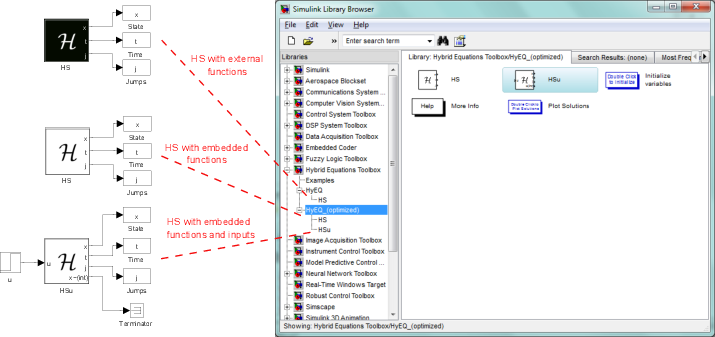 x
State
H
t
Time
j
HS
Jumps
HS with external
functions
x
State
H
t
Time
j
HS
Jumps
HS with embedded
functions
x
State
HS with embedded
functions and inputs
u
H
t
Time
j
x-(int)
u
HSu
Jumps
Terminator
Simulink Library Browser
File Edit View Help
» Enter search term
Libraries
Library: Hybrid Equations Toolbox/HyEQ_(optimized)
Search Results: (none)
Most Freq
Simulink
Aerospace Blockset
Communications System ...
Computer Vision System...
Control System Toolbox
DSP System Toolbox
Data Acquisition Toolbox
Embedded Coder
Fuzzy Logic Toolbox
Hybrid Equations Toolbox
Examples
HyEQ
HS
HyEQ_(optimized)
HS
HSu
Image Acquisition Toolbox
Instrument Control Toolbox
Model Predictive Control ...
Neural Network Toolbox
Real-Time Windows Target
Robust Control Toolbox
Simscape
Simulink 3D Animation
H
HS
H
HSu
Double Click
to Initialize
Initialize
variables
Help
More Info
Double Click to
Plot Solutions
Plot Solutions
Showing: Hybrid Equations Toolbox/HyEQ_(optimized)